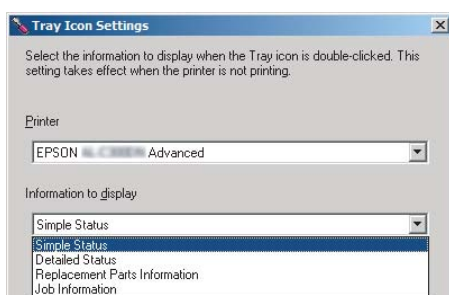 Tray Icon Settings
Select the information to display when the Tray icon is double-clicked. This
setting takes effect when the printer is not printing.
Printer
EPSON Advanced
Information to display
Simple Status
Simple Status
Detailed Status
Replacement Parts Information
Job Information